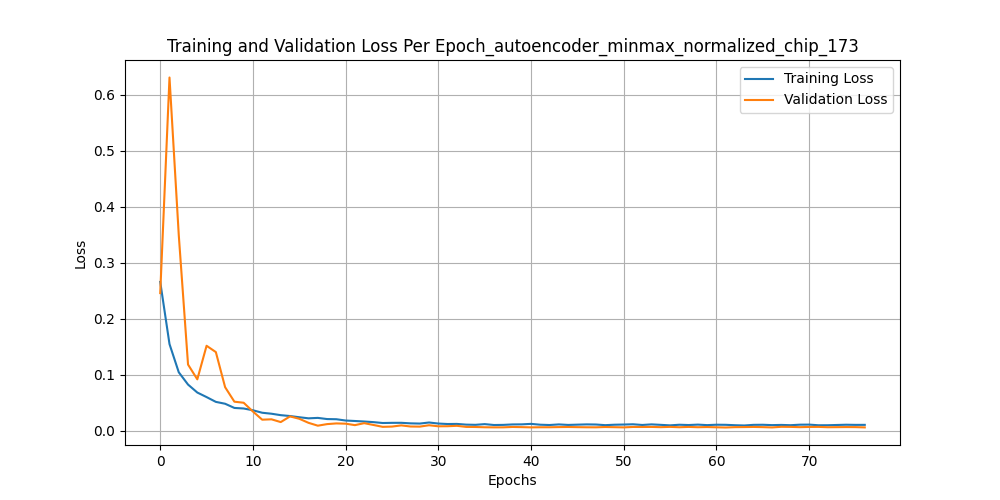 Training and Validation Loss Per Epoch_autoencoder_minmax_normalized_chip_173
Training Loss
Validation Loss
0.6
0.5
0.4
0.3
0.2
0.1
0.0
Loss
0 10 20 30 40 50 60 70
Epochs